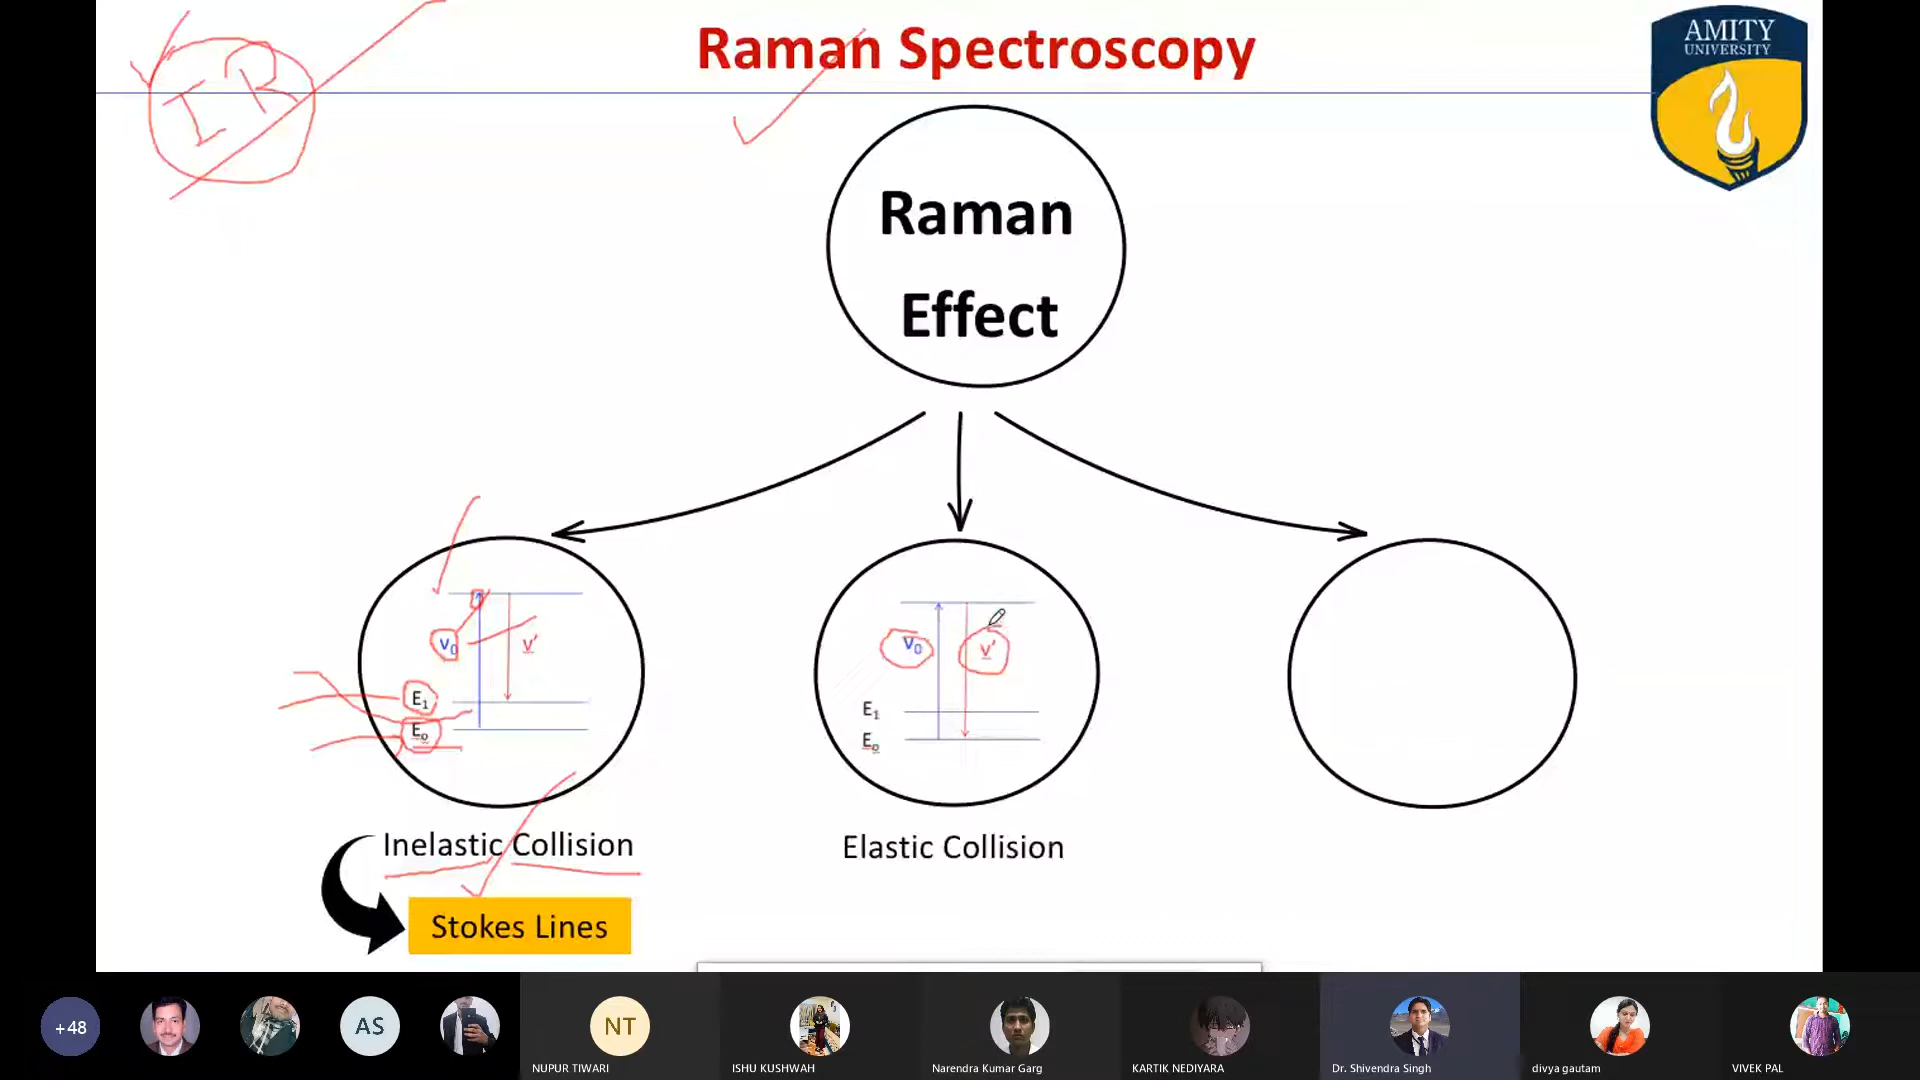 Raman Spectroscopy
AMITY
UNIVERSITY
IR
Raman
Effect
v₀
v'
E₁
E₀
v₀
v'
E₁
E₀
Inelastic Collision
Elastic Collision
Stokes Lines
+48
AS
NT
NUPUR TIWARI
ISHU KUSHWAH
Narendra Kumar Garg
KARTIK NEDIYARA
Dr. Shivendra Singh
divya gautam
VIVEK PAL